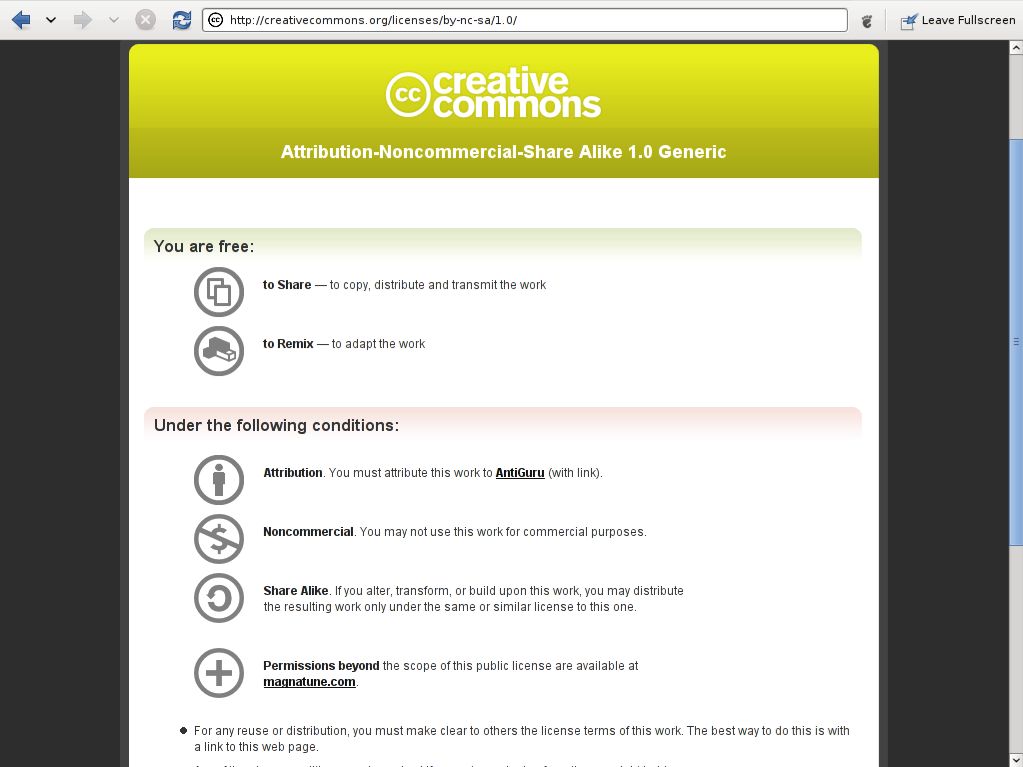 http://creativecommons.org/licenses/by-nc-sa/1.0/
Leave Fullscreen
cc creative
commons
Attribution-Noncommercial-Share Alike 1.0 Generic
You are free:
to Share — to copy, distribute and transmit the work
to Remix — to adapt the work
Under the following conditions:
Attribution. You must attribute this work to AntiGuru (with link).
Noncommercial. You may not use this work for commercial purposes.
Share Alike. If you alter, transform, or build upon this work, you may distribute
the resulting work only under the same or similar license to this one.
Permissions beyond the scope of this public license are available at
magnatune.com.
For any reuse or distribution, you must make clear to others the license terms of this work. The best way to do this is with
a link to this web page.